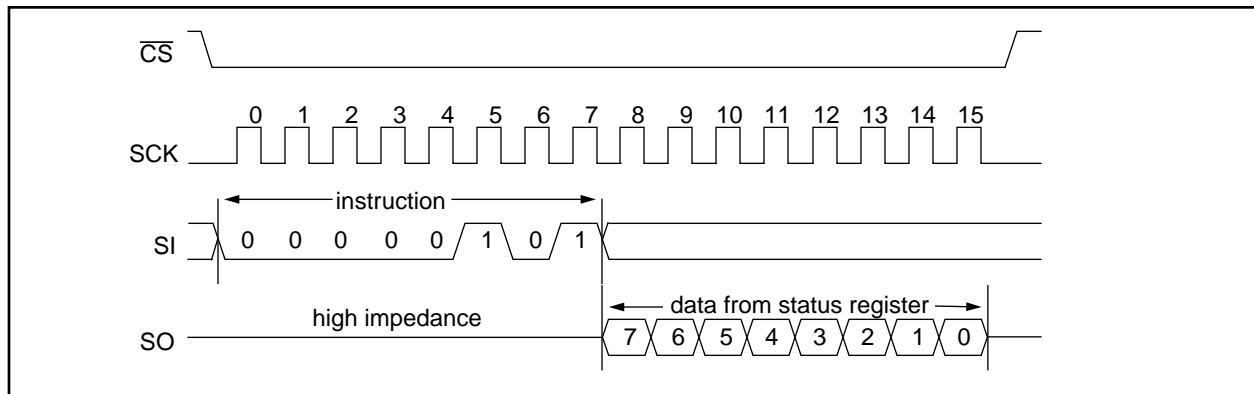 CS
0 1 2 3 4 5 6 7 8 9 10 11 12 13 14 15
SCK
instruction
SI 0 0 0 0 0 1 0 1
data from status register
high impedance
SO 7 6 5 4 3 2 1 0